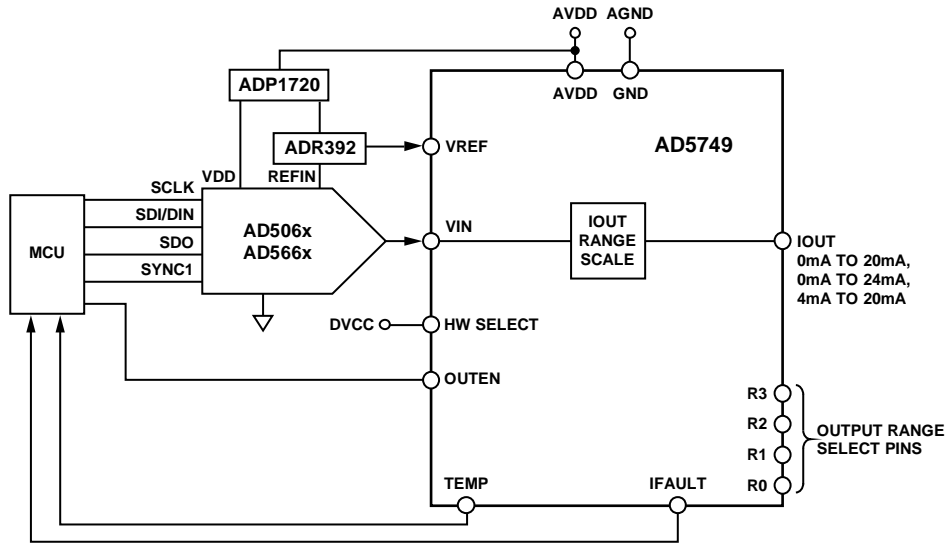 AVDD AGND
ADP1720
AVDD GND
ADR392
VREF
AD5749
VDD REFIN
SCLK
SDI/DIN
SDO
SYNC1
MCU
AD506x
AD566x
VIN
IOUT
RANGE
SCALE
IOUT
0mA TO 20mA,
0mA TO 24mA,
4mA TO 20mA
DVCC
HW SELECT
OUTEN
R3
R2
R1
R0
OUTPUT RANGE
SELECT PINS
TEMP
IFAULT